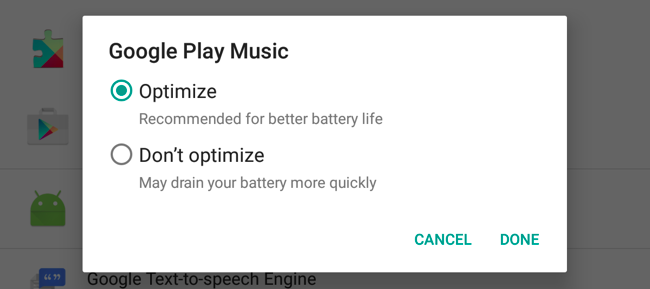 Google Play Music
Optimize
Recommended for better battery life
Don't optimize
May drain your battery more quickly
CANCEL DONE
Google Text-to-speech Engine